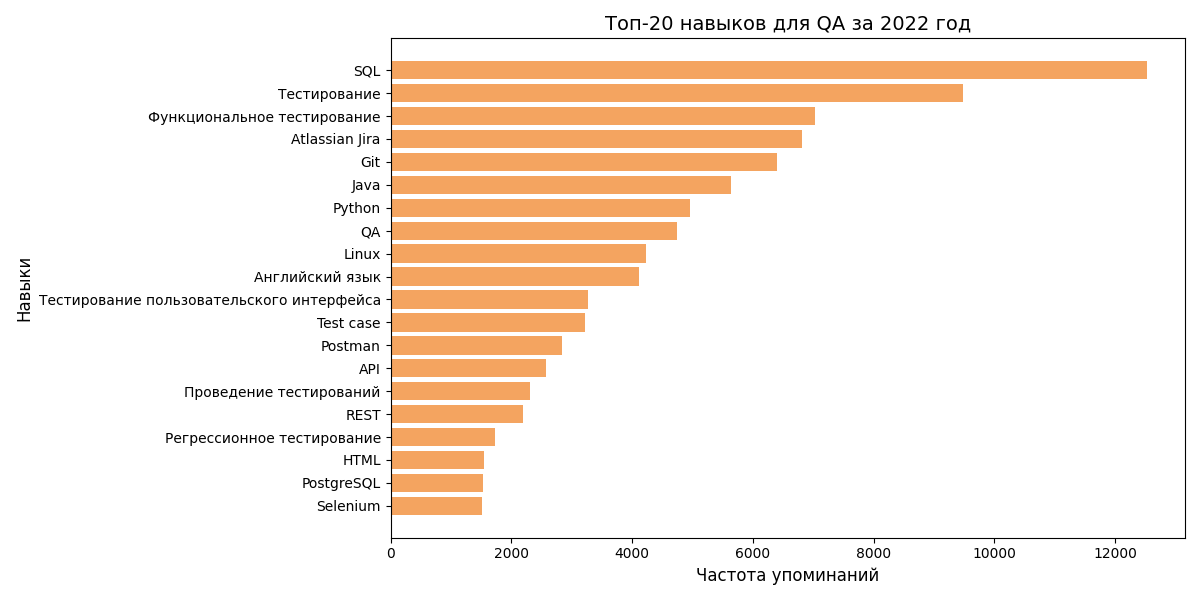 Топ-20 навыков для QA за 2022 год
Навыки
SQL
Тестирование
Функциональное тестирование
Atlassian Jira
Git
Java
Python
QA
Linux
Английский язык
Тестирование пользовательского интерфейса
Test case
Postman
API
Проведение тестирований
REST
Регрессионное тестирование
HTML
PostgreSQL
Selenium
0 2000 4000 6000 8000 10000 12000
Частота упоминаний